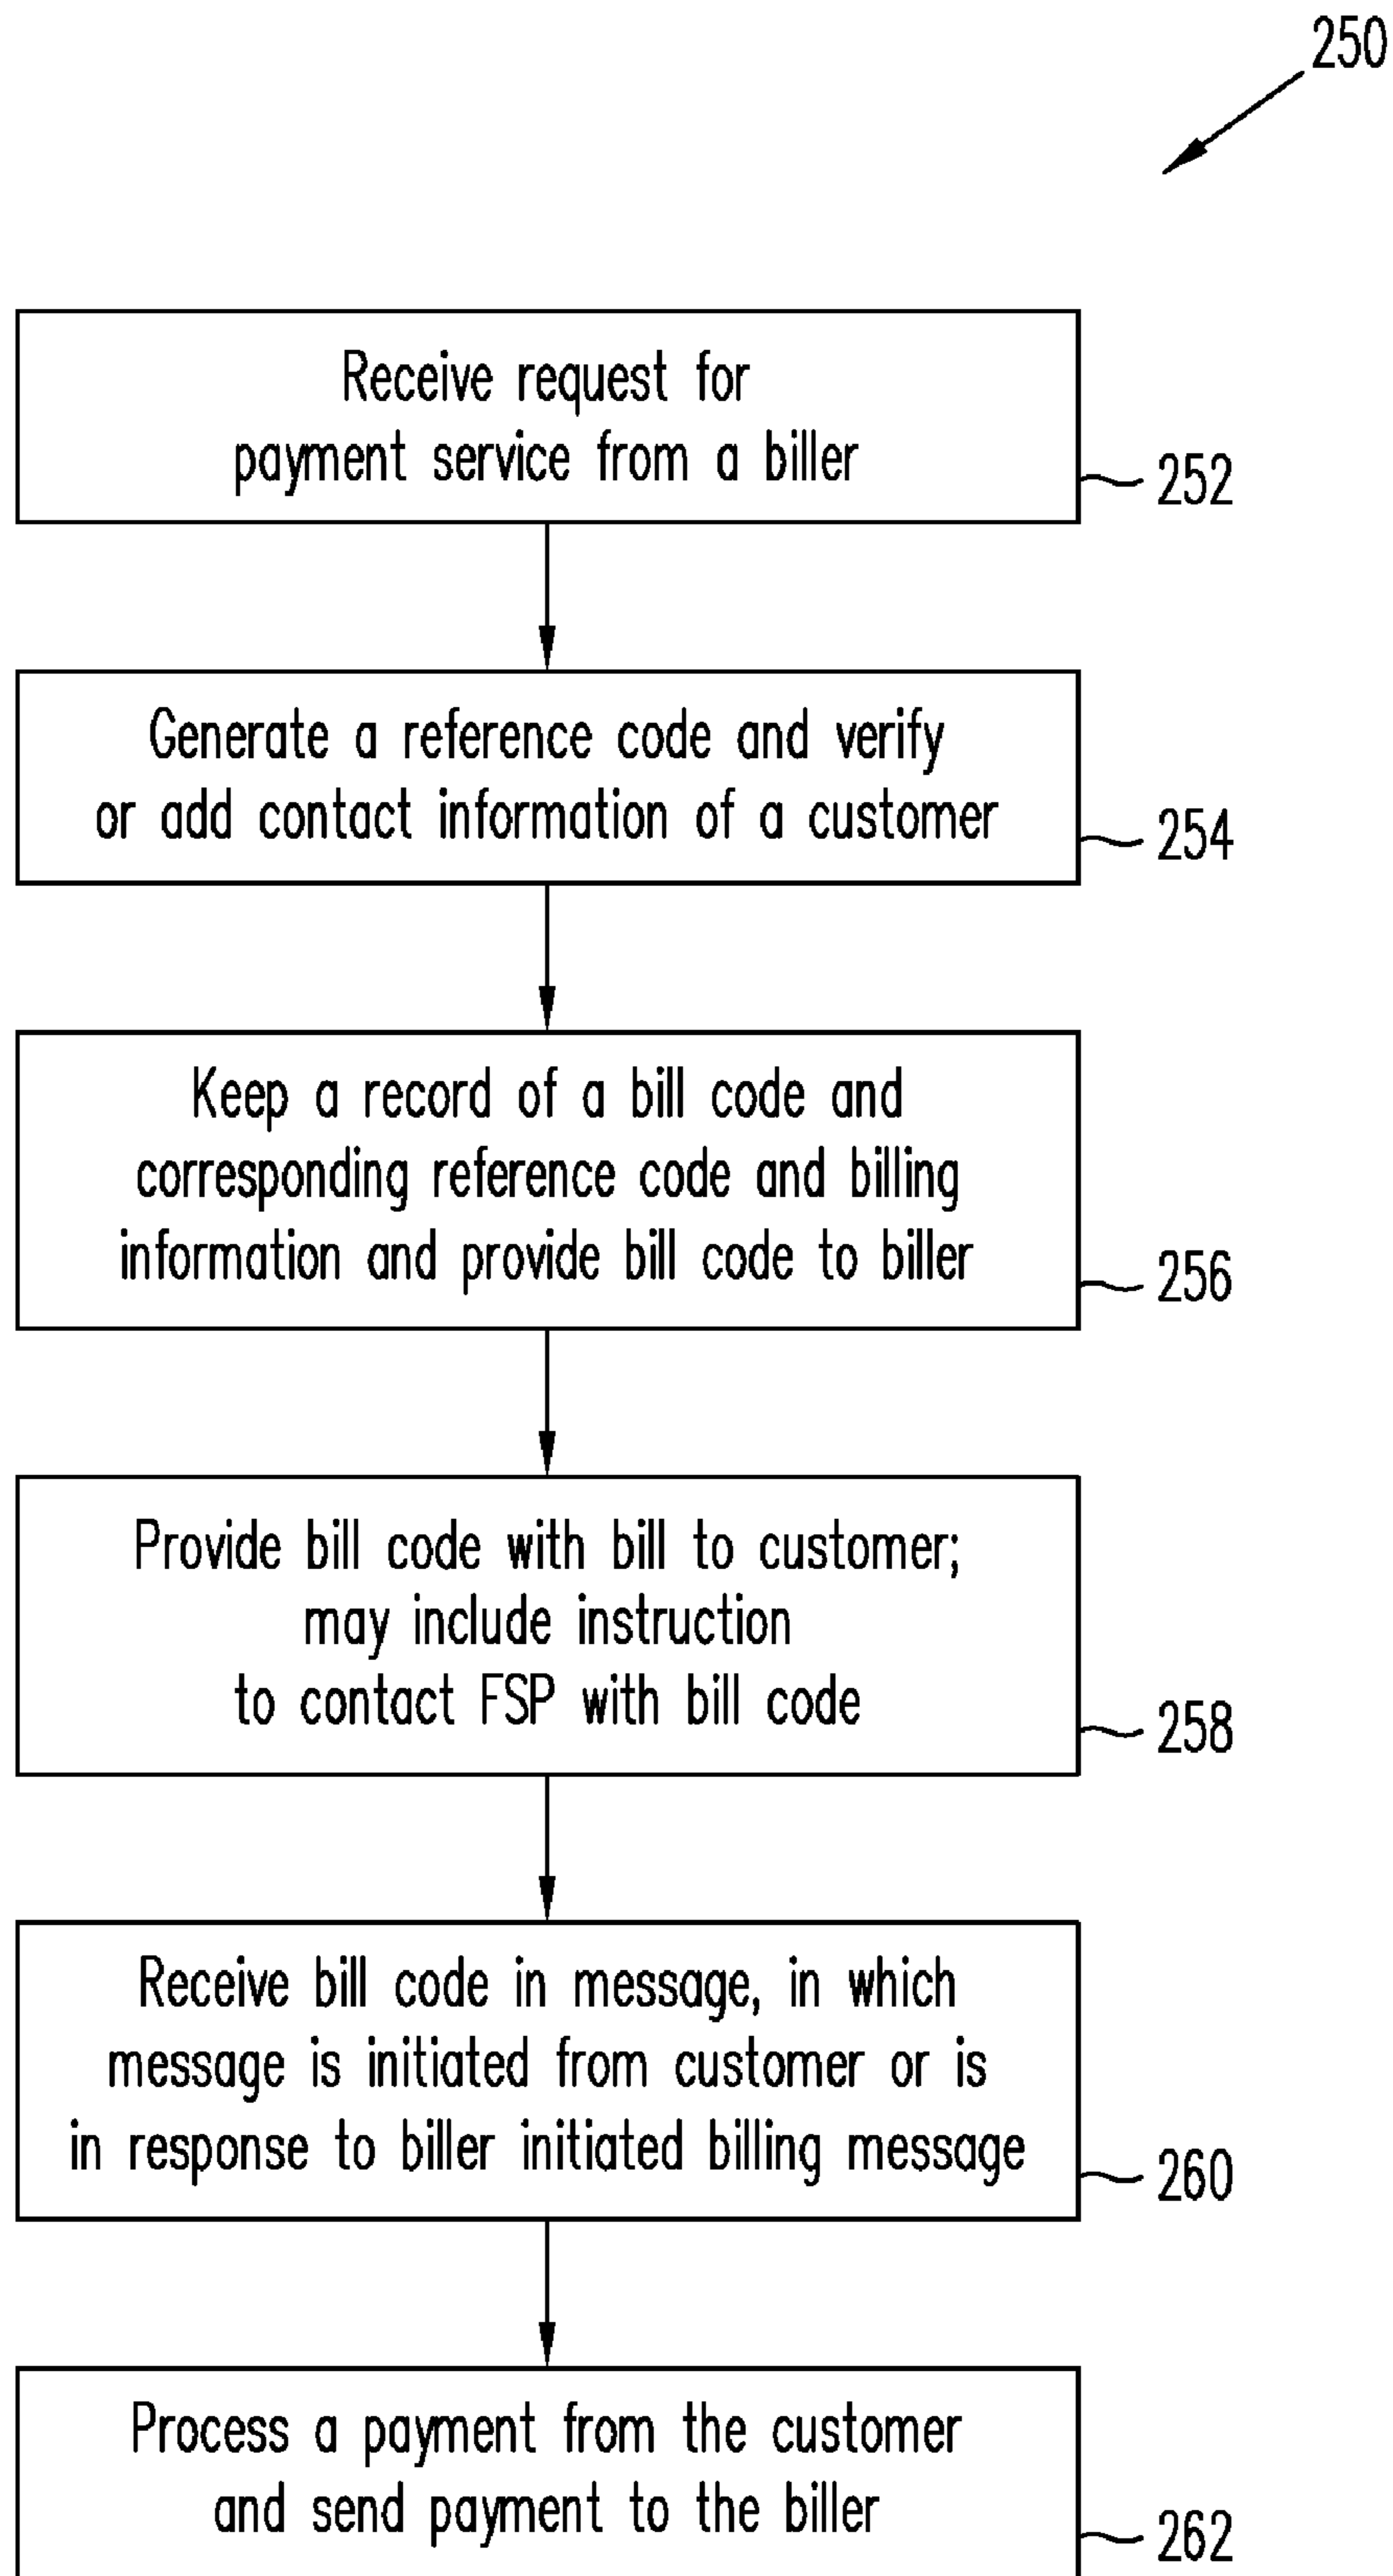 250
Receive request for
payment service from a biller
252
Generate a reference code and verify
or add contact information of a customer
254
Keep a record of a bill code and
corresponding reference code and billing
information and provide bill code to biller
256
Provide bill code with bill to customer;
may include instruction
to contact FSP with bill code
258
Receive bill code in message, in which
message is initiated from customer or is
in response to biller initiated billing message
260
Process a payment from the customer
and send payment to the biller
262